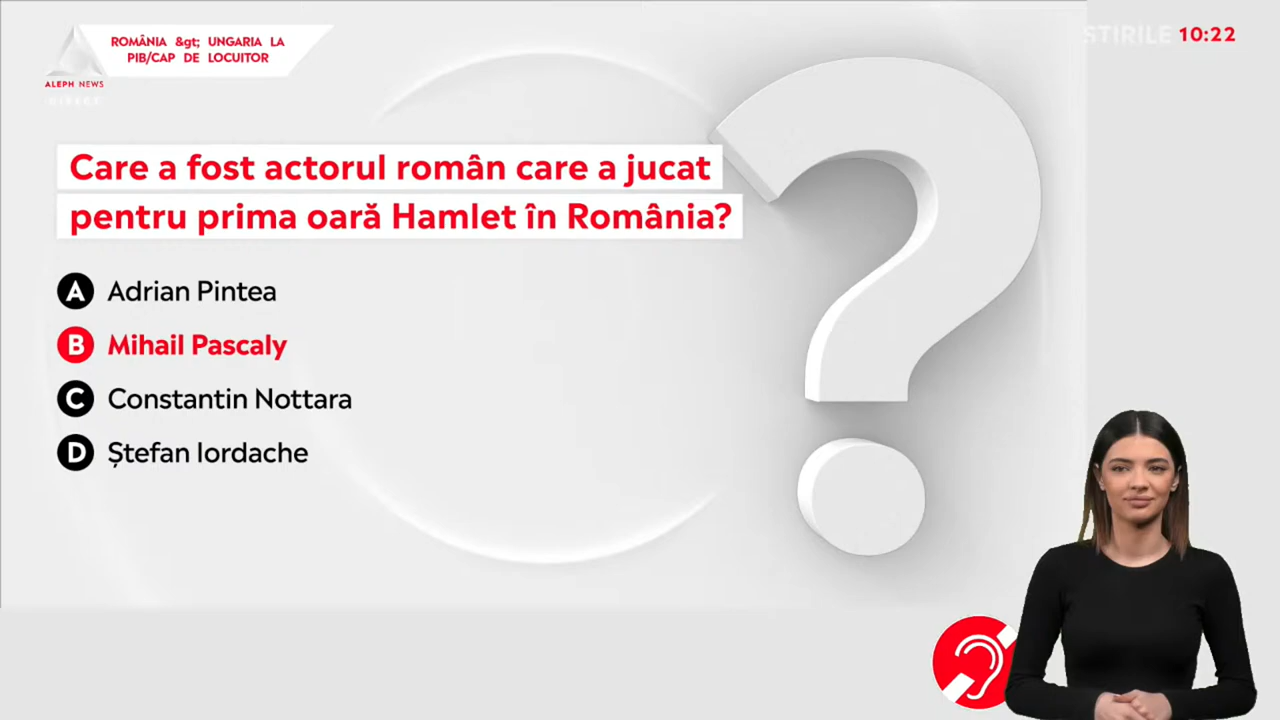 ROMÂNIA &gt; UNGARIA LA
PIB/CAP DE LOCUITOR
ALEPH NEWS
DIRECT
ȘTIRILE 10:22
Care a fost actorul român care a jucat
pentru prima oară Hamlet în România?
A Adrian Pintea
B Mihail Pascaly
C Constantin Nottara
D Ștefan Iordache